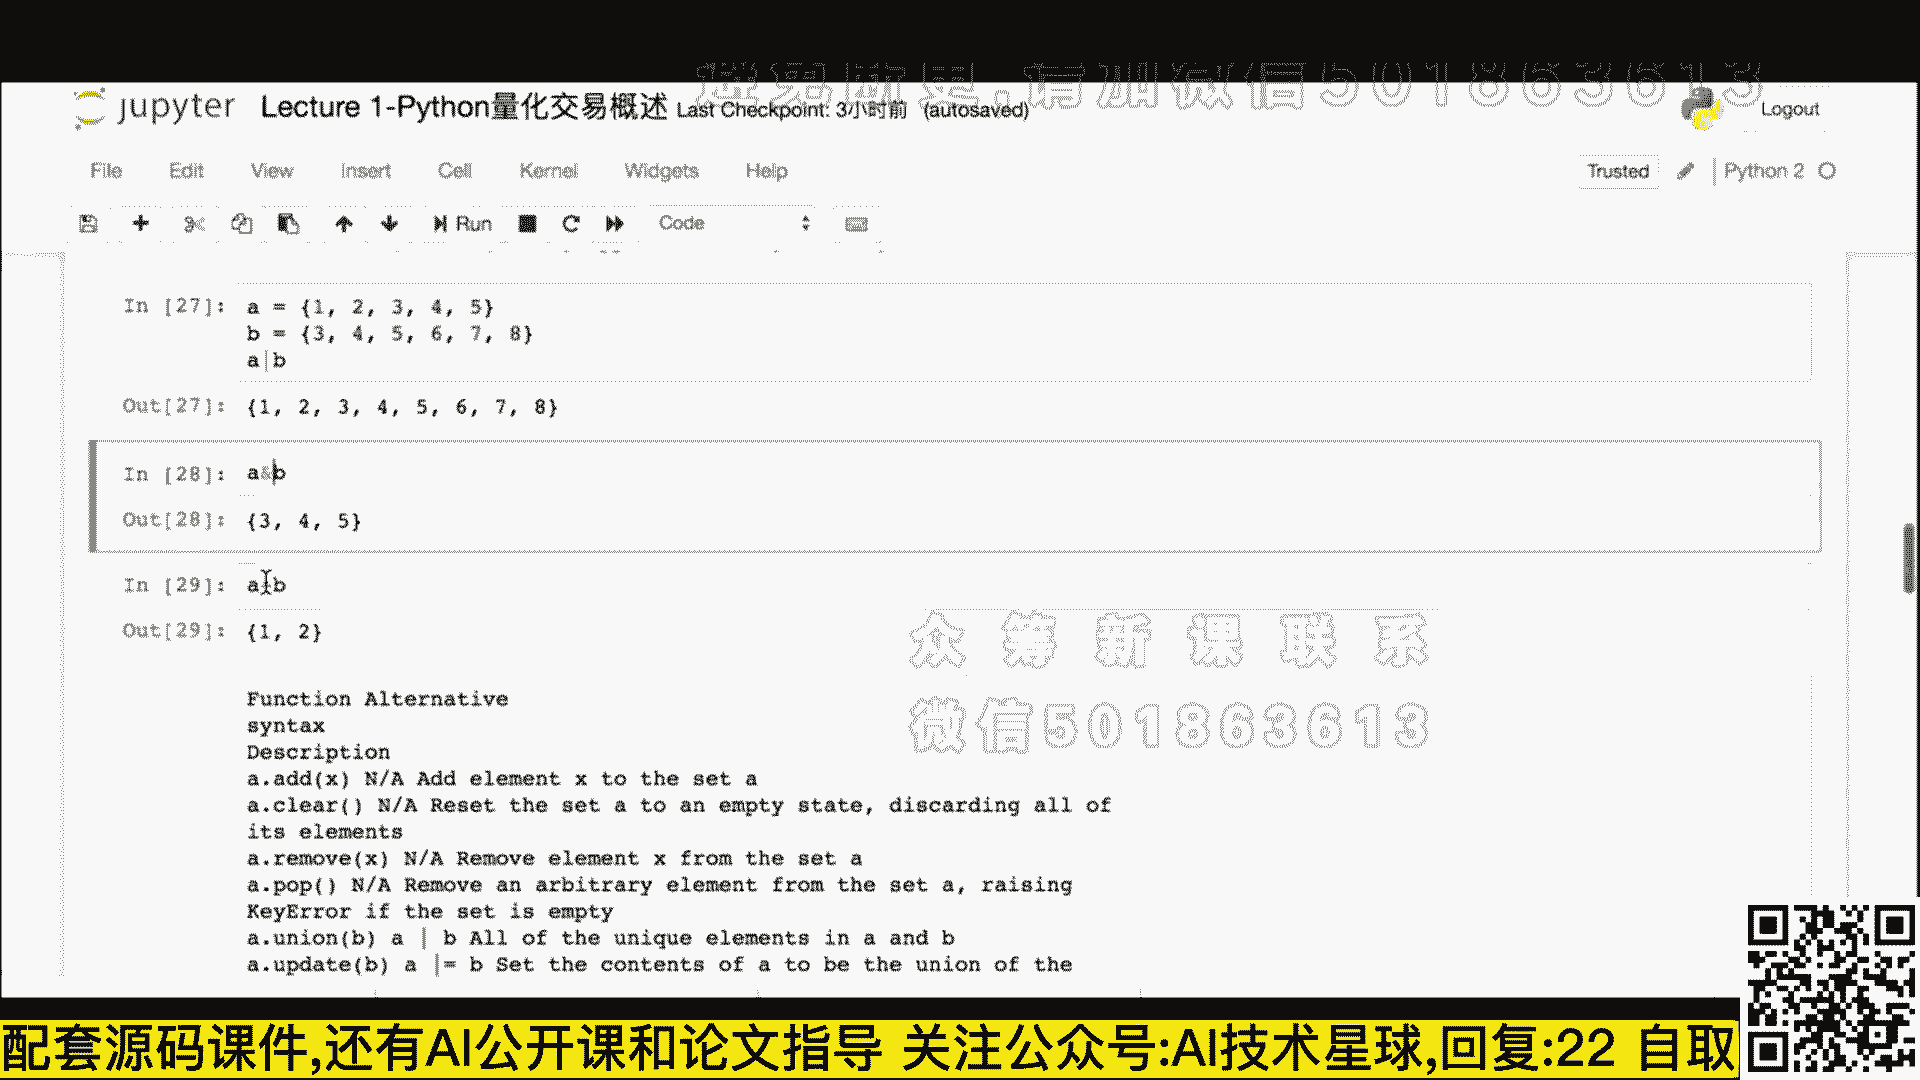 避免断更,请加微信501863613
jupyter Lecture 1-Python量化交易概述 Last Checkpoint: 3小时前 (autosaved)
Logout
File Edit View Insert Cell Kernel Widgets Help
Trusted
Python 2
Run
Code
In [27]: a = {1, 2, 3, 4, 5}
b = {3, 4, 5, 6, 7, 8}
a|b
Out[27]: {1, 2, 3, 4, 5, 6, 7, 8}
In [28]: a&b
Out[28]: {3, 4, 5}
In [29]: a-b
Out[29]: {1, 2}
众筹新课联系
微信501863613
Function Alternative
syntax
Description
a.add(x) N/A Add element x to the set a
a.clear() N/A Reset the set a to an empty state, discarding all of
its elements
a.remove(x) N/A Remove element x from the set a
a.pop() N/A Remove an arbitrary element from the set a, raising
KeyError if the set is empty
a.union(b) a | b All of the unique elements in a and b
a.update(b) a |= b Set the contents of a to be the union of the
配套源码课件,还有AI公开课和论文指导 关注公众号:AI技术星球,回复:22 自取